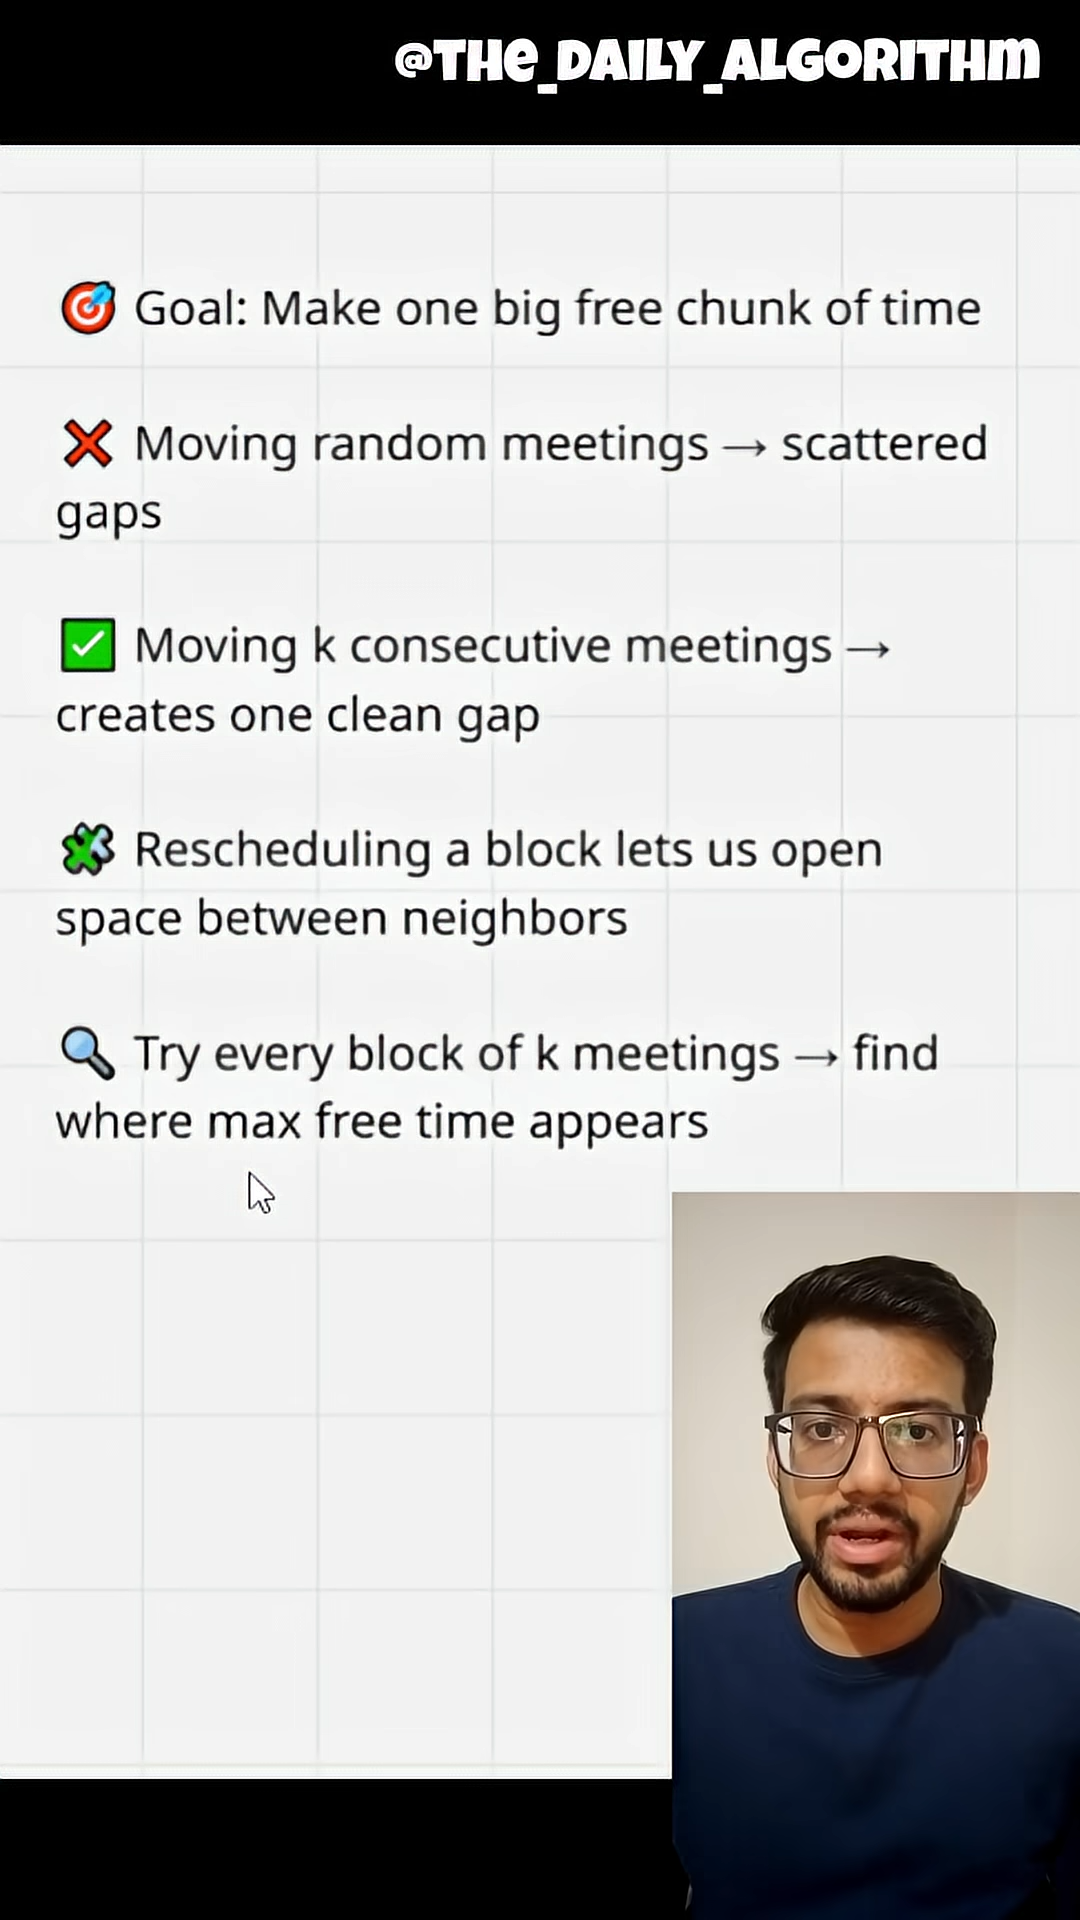 @THE_DAILY_ALGORITHM
🎯 Goal: Make one big free chunk of time
❌ Moving random meetings → scattered
gaps
✅ Moving k consecutive meetings →
creates one clean gap
🧩 Rescheduling a block lets us open
space between neighbors
🔍 Try every block of k meetings → find
where max free time appears